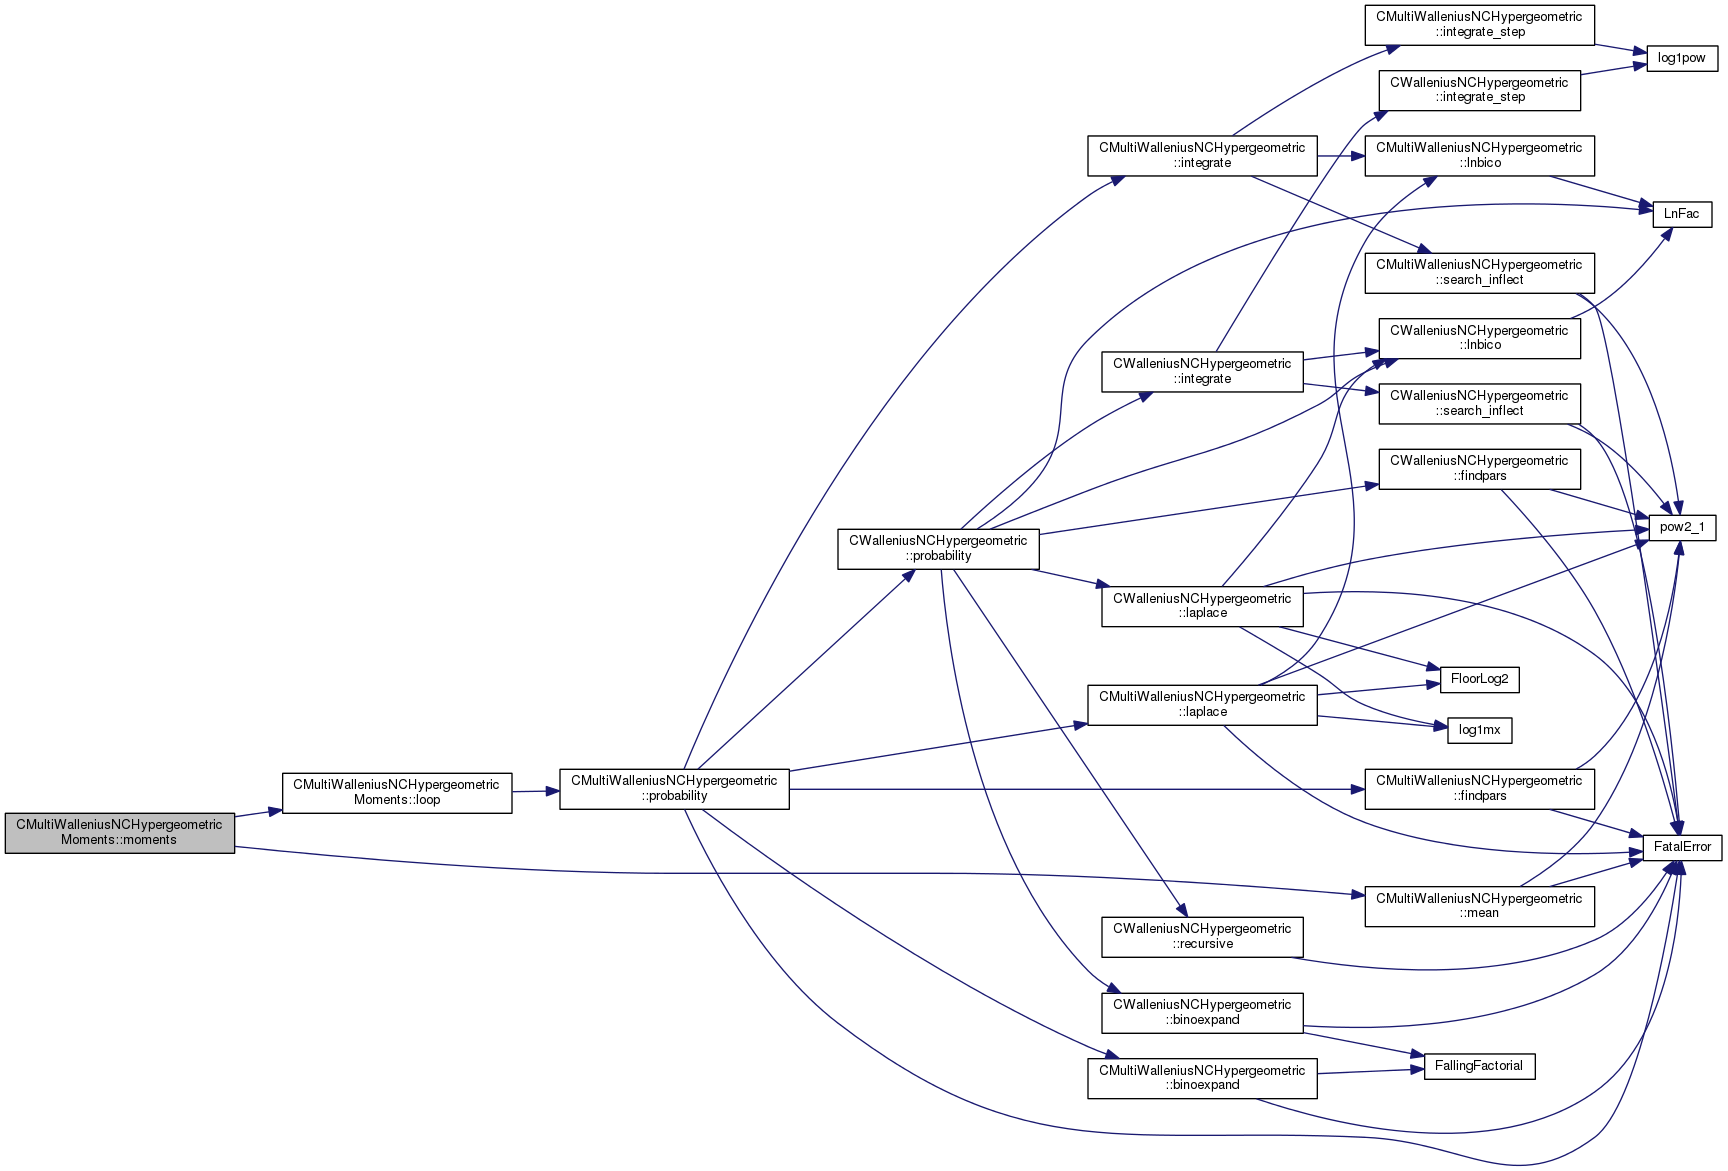 CMultiWalleniusNCHypergeometric
::integrate_step
log1pow
CWalleniusNCHypergeometric
::integrate_step
CMultiWalleniusNCHypergeometric
::integrate
CMultiWalleniusNCHypergeometric
::lnbico
LnFac
CMultiWalleniusNCHypergeometric
::search_inflect
CWalleniusNCHypergeometric
::lnbico
CWalleniusNCHypergeometric
::integrate
CWalleniusNCHypergeometric
::search_inflect
CWalleniusNCHypergeometric
::findpars
pow2_1
CWalleniusNCHypergeometric
::probability
CWalleniusNCHypergeometric
::laplace
FloorLog2
CMultiWalleniusNCHypergeometric
::laplace
log1mx
CMultiWalleniusNCHypergeometric
Moments::loop
CMultiWalleniusNCHypergeometric
::probability
CMultiWalleniusNCHypergeometric
::findpars
CMultiWalleniusNCHypergeometric
Moments::moments
FatalError
CMultiWalleniusNCHypergeometric
::mean
CWalleniusNCHypergeometric
::recursive
CWalleniusNCHypergeometric
::binoexpand
FallingFactorial
CMultiWalleniusNCHypergeometric
::binoexpand